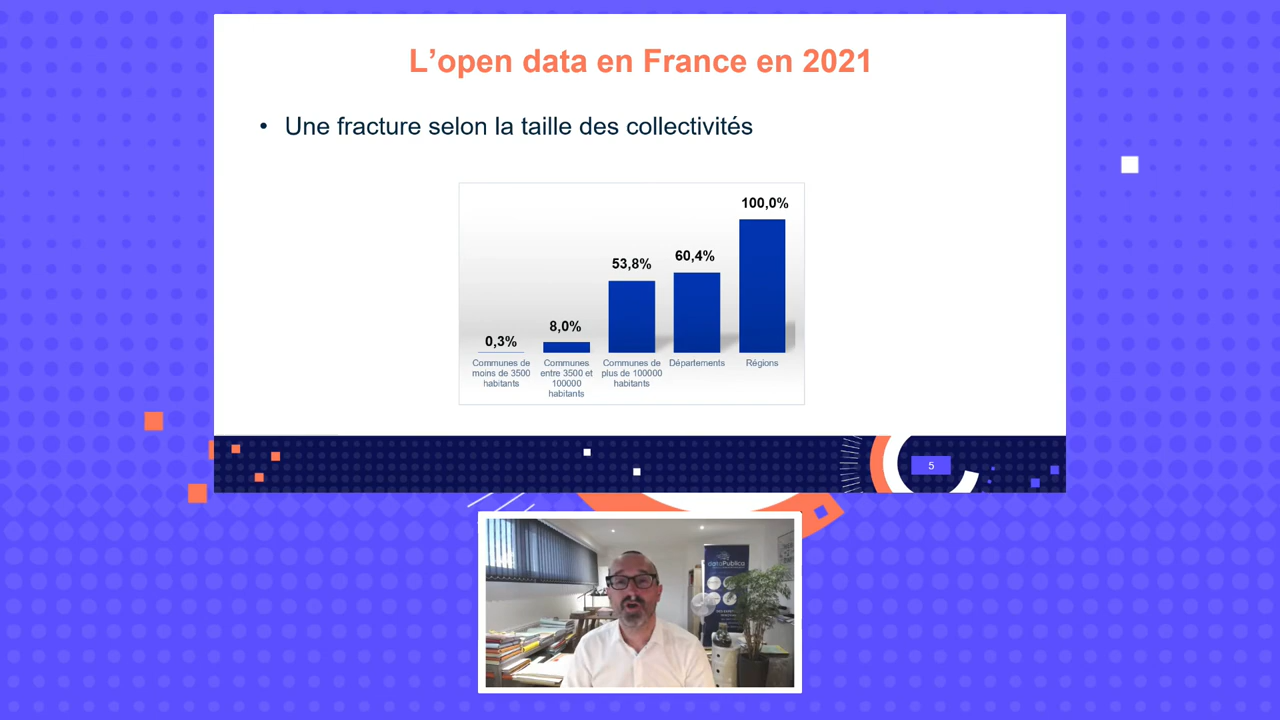 L'open data en France en 2021
• Une fracture selon la taille des collectivités
100,0%
60,4%
53,8%
8,0%
0,3%
Communes de
moins de 3500
habitants
Communes
entre 3500 et
100000
habitants
Communes de
plus de 100000
habitants
Départements
Régions
5
dataPublica